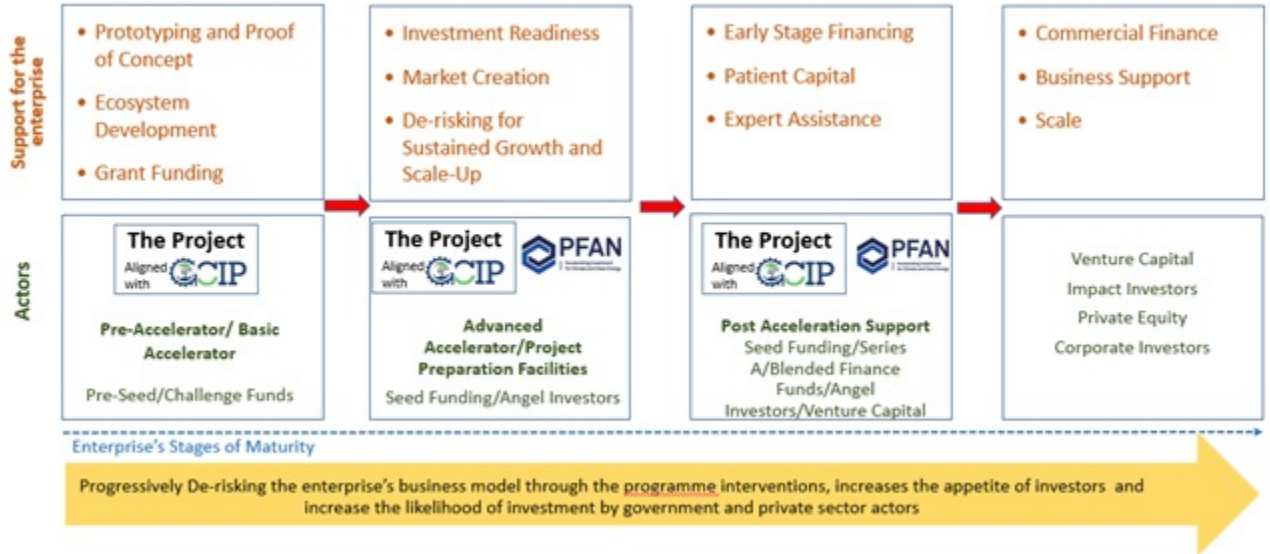 Support for the
enterprise
• Prototyping and Proof
of Concept
• Ecosystem
Development
• Grant Funding
• Investment Readiness
• Market Creation
• De-risking for
Sustained Growth and
Scale-Up
• Early Stage Financing
• Patient Capital
• Expert Assistance
• Commercial Finance
• Business Support
• Scale
Actors
The Project
Aligned
with
GCIP
Pre-Accelerator/ Basic
Accelerator
Pre-Seed/Challenge Funds
The Project
Aligned
with
GCIP
PFAN
Advanced
Accelerator/Project
Preparation Facilities
Seed Funding/Angel Investors
The Project
Aligned
with
GCIP
PFAN
Post Acceleration Support
Seed Funding/Series
A/Blended Finance
Funds/Angel
Investors/Venture Capital
Venture Capital
Impact Investors
Private Equity
Corporate Investors
Enterprise's Stages of Maturity
Progressively De-risking the enterprise's business model through the programme interventions, increases the appetite of investors and
increase the likelihood of investment by government and private sector actors